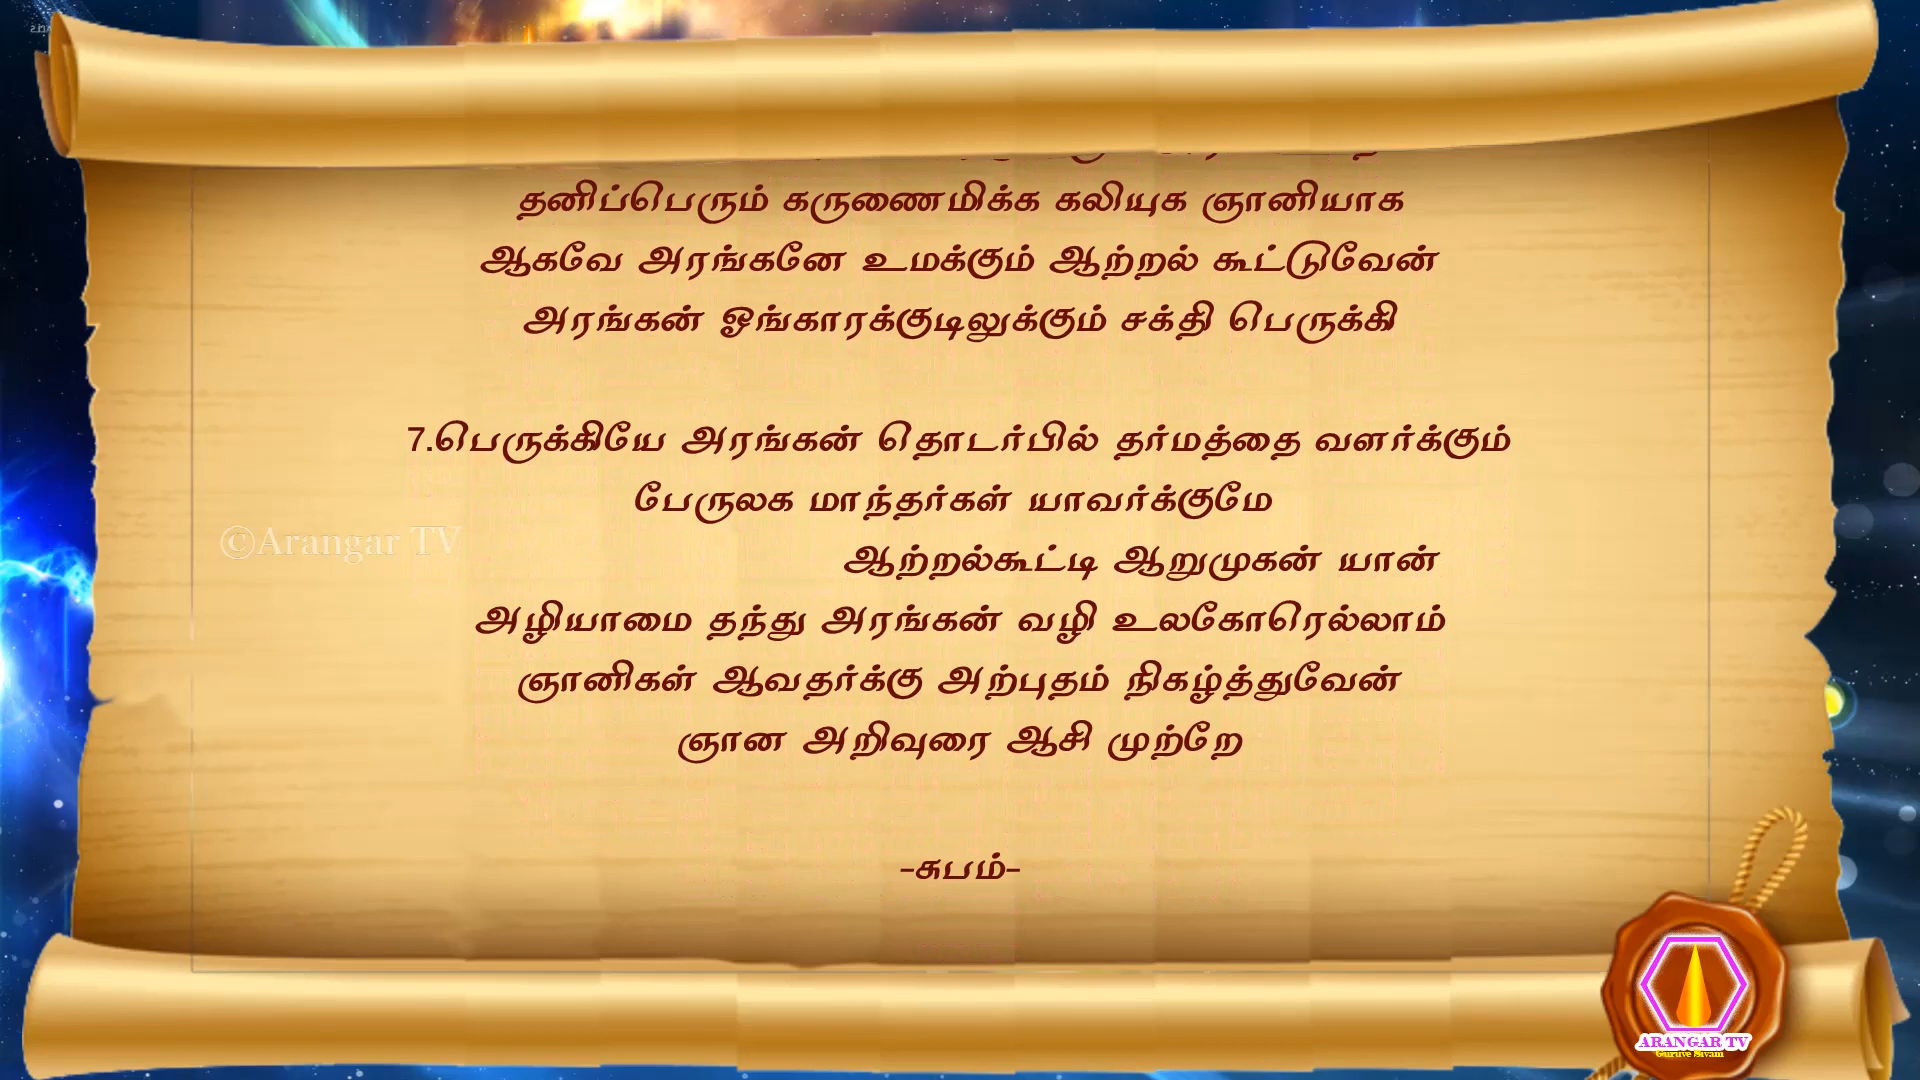 தனிப்பெரும் கருணைமிக்க கலியுக ஞானியாக
ஆகவே அரங்கனே உமக்கும் ஆற்றல் கூட்டுவேன்
அரங்கன் ஓங்காரக்குடிலுக்கும் சக்தி பெருக்கி
7.பெருக்கியே அரங்கன் தொடர்பில் தர்மத்தை வளர்க்கும்
பேருலக மாந்தர்கள் யாவர்க்குமே
©Arangar TV
ஆற்றல்கூட்டி ஆறுமுகன் யான்
அழியாமை தந்து அரங்கன் வழி உலகோரெல்லாம்
ஞானிகள் ஆவதர்க்கு அற்புதம் நிகழ்த்துவேன்
ஞான அறிவுரை ஆசி முற்றே
-சுபம்-
ARANGAR TV
Guruve Sivam